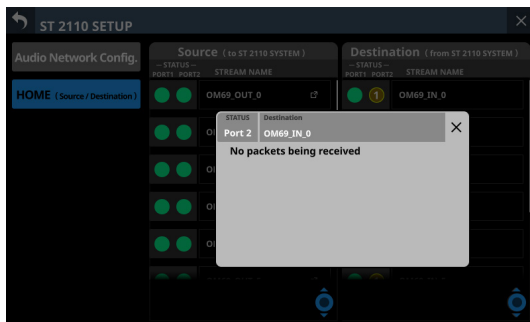 ST 2110 SETUP
Audio Network Config.
HOME ( Source / Destination )
Source ( to ST 2110 SYSTEM )
– STATUS –
PORT1 PORT2 STREAM NAME
OM69_OUT_0
Destination ( from ST 2110 SYSTEM )
– STATUS –
PORT1 PORT2 STREAM NAME
1 OM69_IN_0
STATUS Destination
Port 2 OM69_IN_0
No packets being received